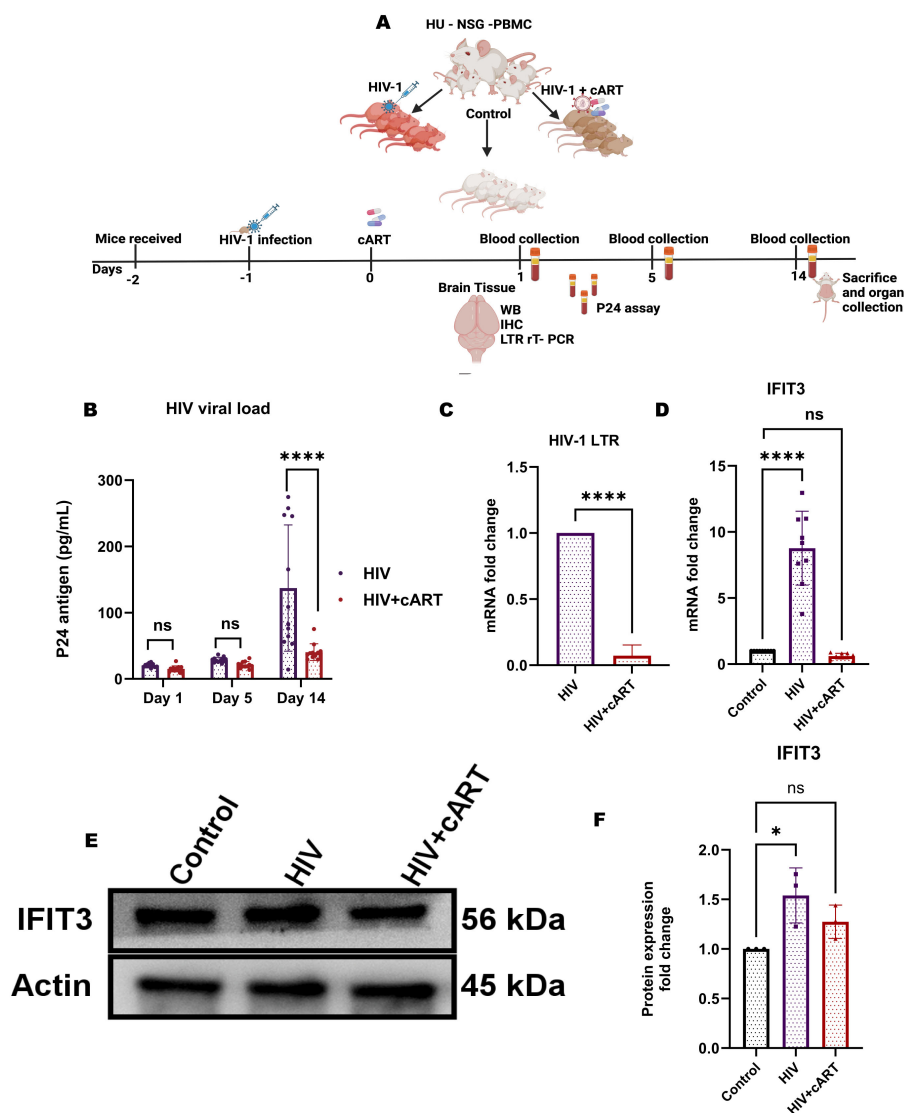 A
HU - NSG -PBMC
HIV-1
HIV-1 + cART
Control
Mice received
HIV-1 infection
cART
Blood collection
Blood collection
Blood collection
Days
-2
-1
0
1
5
14
Brain Tissue
WB
IHC
LTR rT- PCR
P24 assay
Sacrifice
and organ
collection
B
HIV viral load
P24 antigen (pg/mL)
300
200
100
0
ns
ns
****
Day 1
Day 5
Day 14
HIV
HIV+cART
C
HIV-1 LTR
mRNA fold change
1.5
1.0
0.5
0.0
****
HIV
HIV+cART
D
IFIT3
mRNA fold change
15
10
5
0
ns
****
Control
HIV
HIV+cART
E
Control
HIV
HIV+cART
IFIT3
56 kDa
Actin
45 kDa
F
IFIT3
Protein expression
fold change
2.0
1.5
1.0
0.5
0.0
ns
*
Control
HIV
HIV+cART